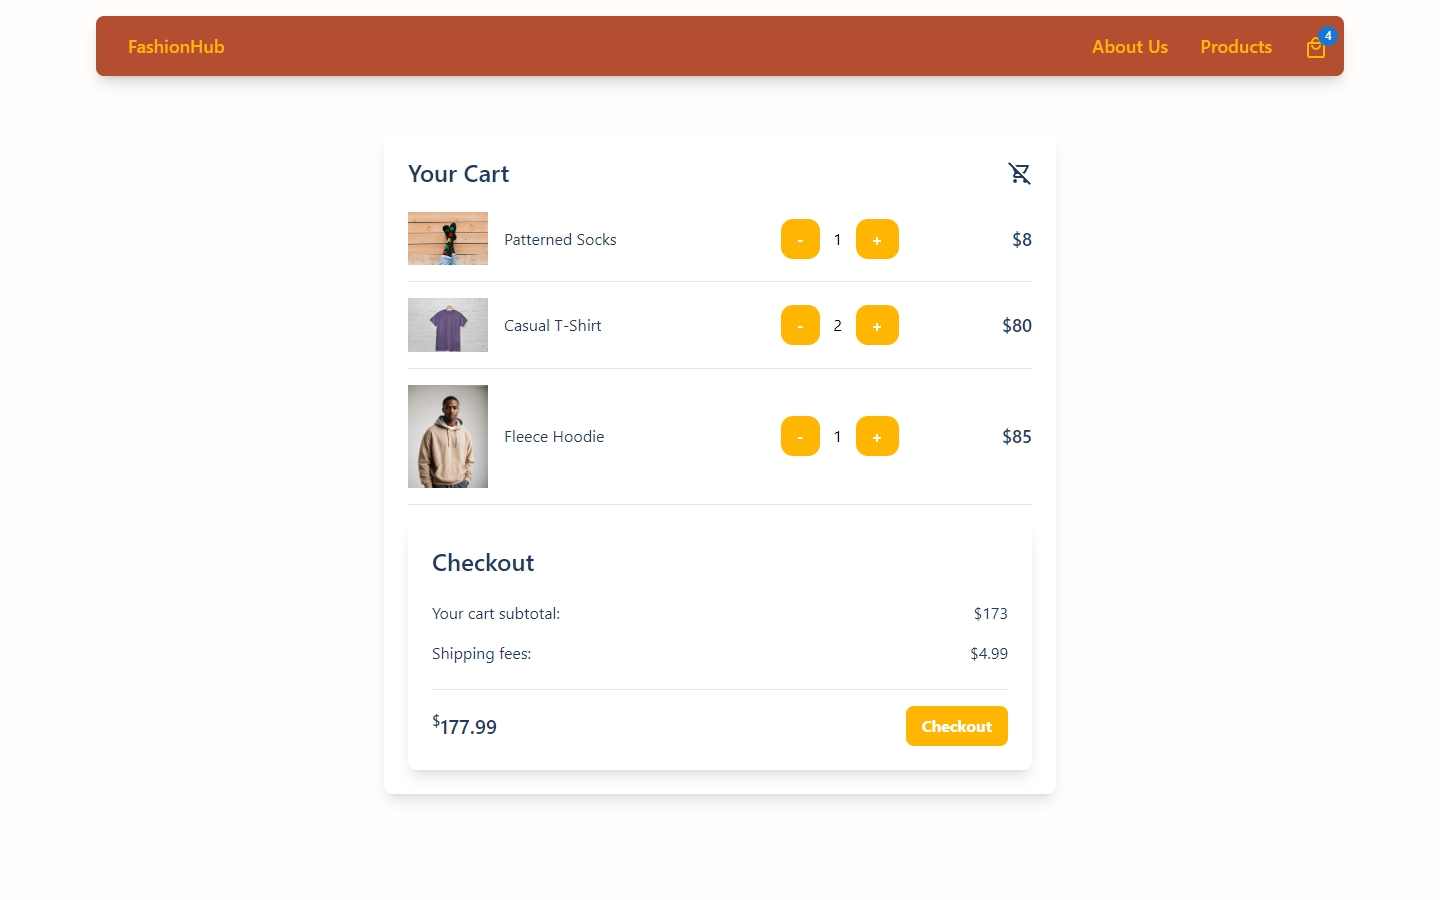 FashionHub About Us Products 4
Your Cart
Patterned Socks - 1 + $8
Casual T-Shirt - 2 + $80
Fleece Hoodie - 1 + $85
Checkout
Your cart subtotal: $173
Shipping fees: $4.99
$177.99 Checkout